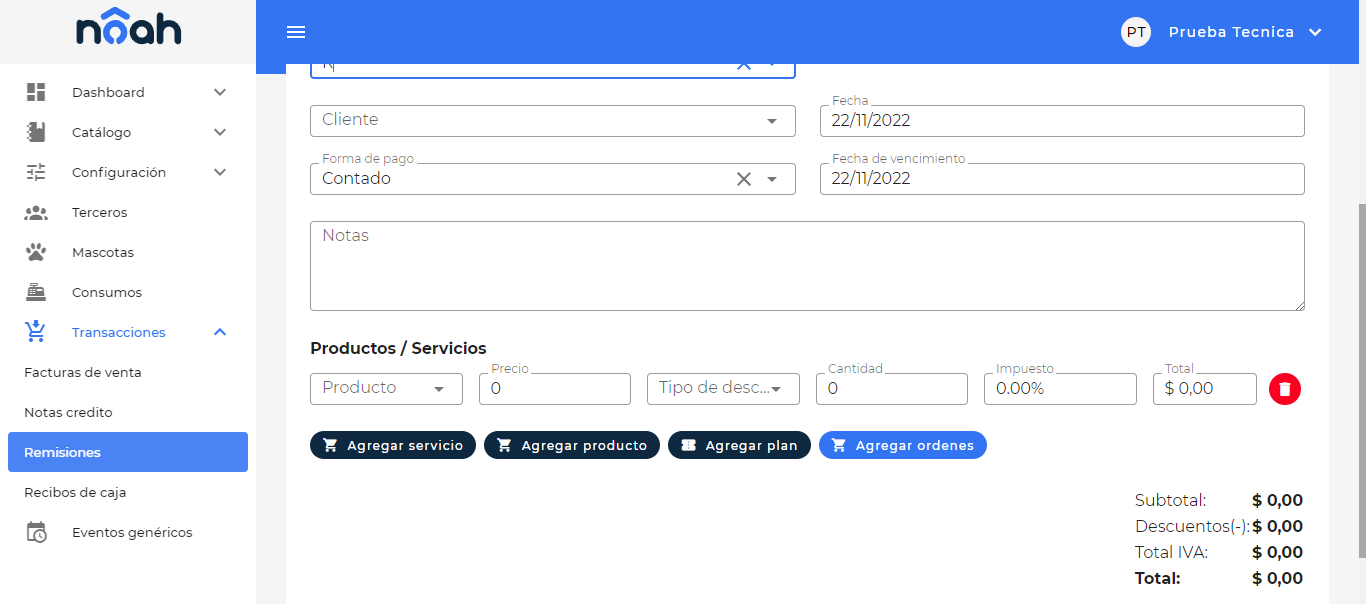 nôah
PT Prueba Tecnica
Dashboard
Catálogo
Configuración
Terceros
Mascotas
Consumos
Transacciones
Facturas de venta
Notas credito
Remisiones
Recibos de caja
Eventos genéricos
Cliente
Fecha
22/11/2022
Forma de pago
Contado
Fecha de vencimiento
22/11/2022
Notas
Productos / Servicios
Producto
Precio
0
Tipo de desc...
Cantidad
0
Impuesto
0.00%
Total
$ 0,00
Agregar servicio
Agregar producto
Agregar plan
Agregar ordenes
Subtotal: $ 0,00
Descuentos(-): $ 0,00
Total IVA: $ 0,00
Total: $ 0,00